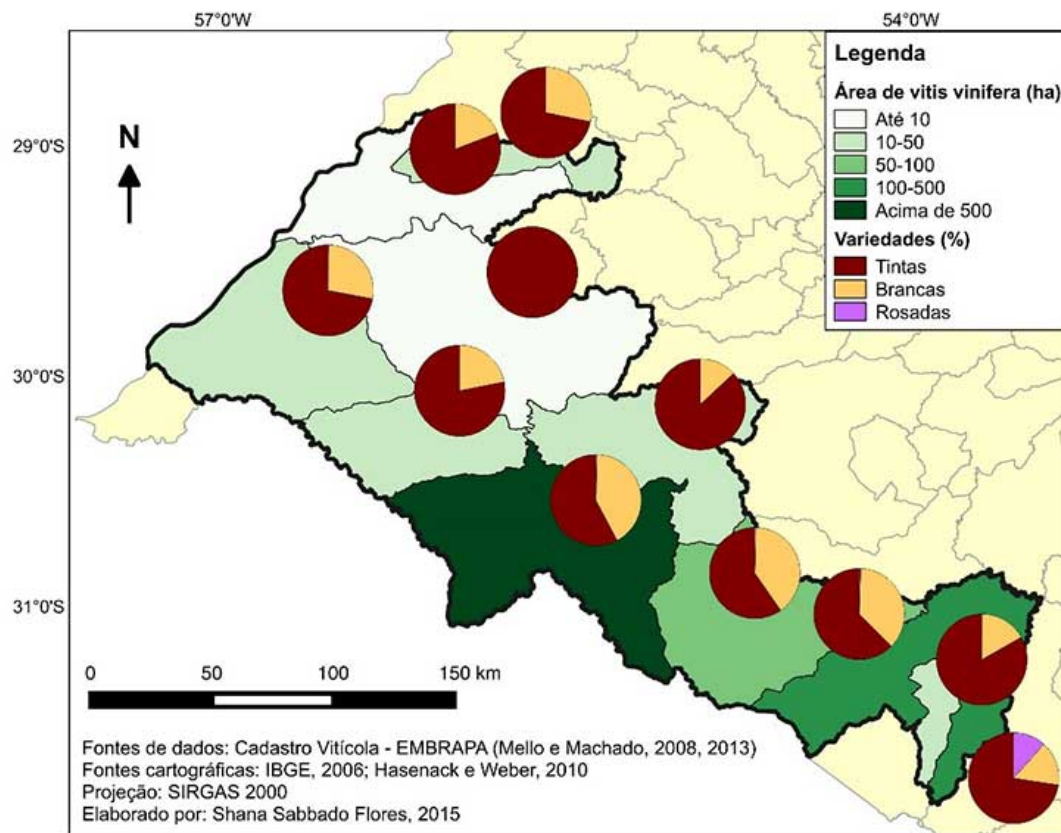 57°0'W
54°0'W
29°0'S
30°0'S
31°0'S
N
Legenda
Área de vitis vinifera (ha)
Até 10
10-50
50-100
100-500
Acima de 500
Variedades (%)
Tintas
Brancas
Rosadas
0 50 100 150 km
Fontes de dados: Cadastro Vitícola - EMBRAPA (Mello e Machado, 2008, 2013)
Fontes cartográficas: IBGE, 2006; Hasenack e Weber, 2010
Projeção: SIRGAS 2000
Elaborado por: Shana Sabbado Flores, 2015